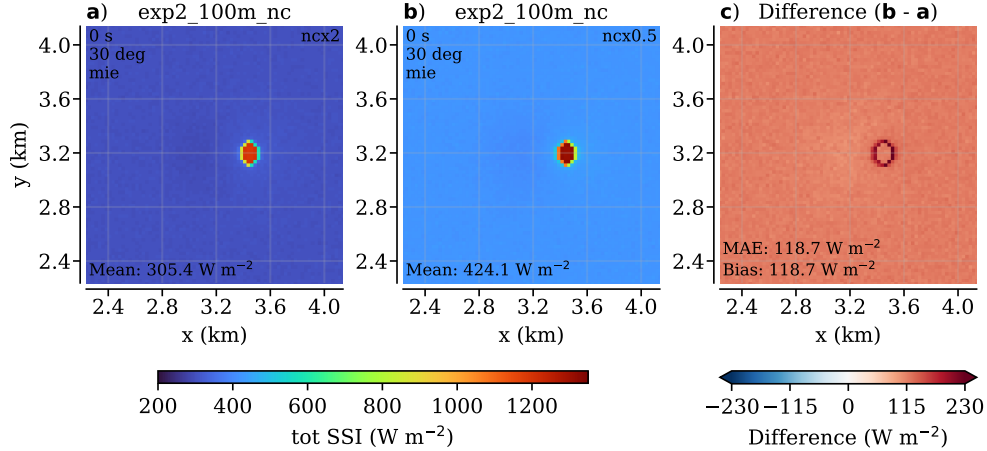 a) exp2_100m_nc
b) exp2_100m_nc
c) Difference (b - a)
0 s
30 deg
mie
ncx2
Mean: 305.4 W m⁻²
0 s
30 deg
mie
ncx0.5
Mean: 424.1 W m⁻²
MAE: 118.7 W m⁻²
Bias: 118.7 W m⁻²
y (km)
4.0
3.6
3.2
2.8
2.4
4.0
3.6
3.2
2.8
2.4
4.0
3.6
3.2
2.8
2.4
2.4 2.8 3.2 3.6 4.0
2.4 2.8 3.2 3.6 4.0
2.4 2.8 3.2 3.6 4.0
x (km)
x (km)
x (km)
200 400 600 800 1000 1200
tot SSI (W m⁻²)
−230 −115 0 115 230
Difference (W m⁻²)